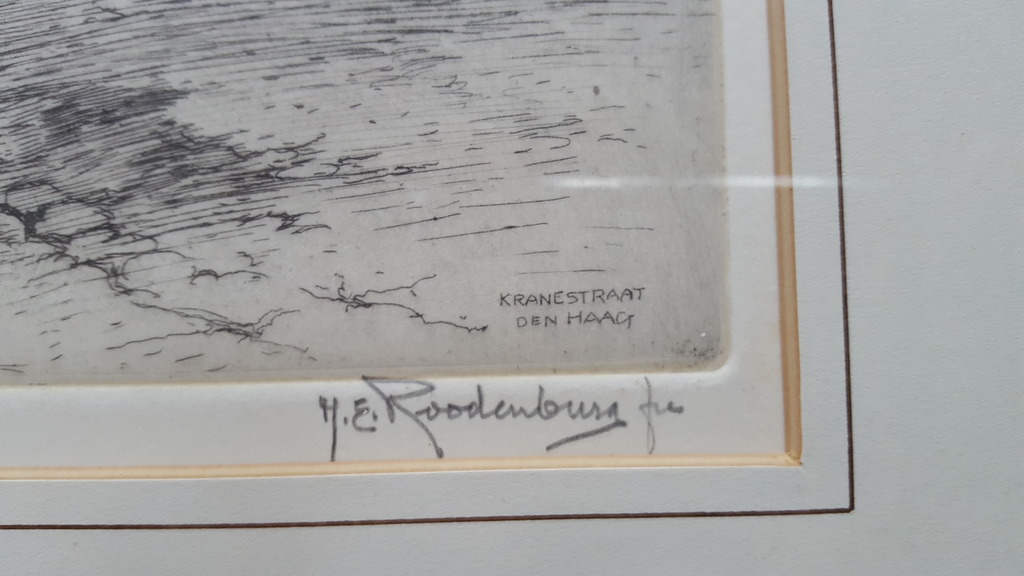 KRANESTRAAT
DEN HAAG
H.E. Roodenburg fec